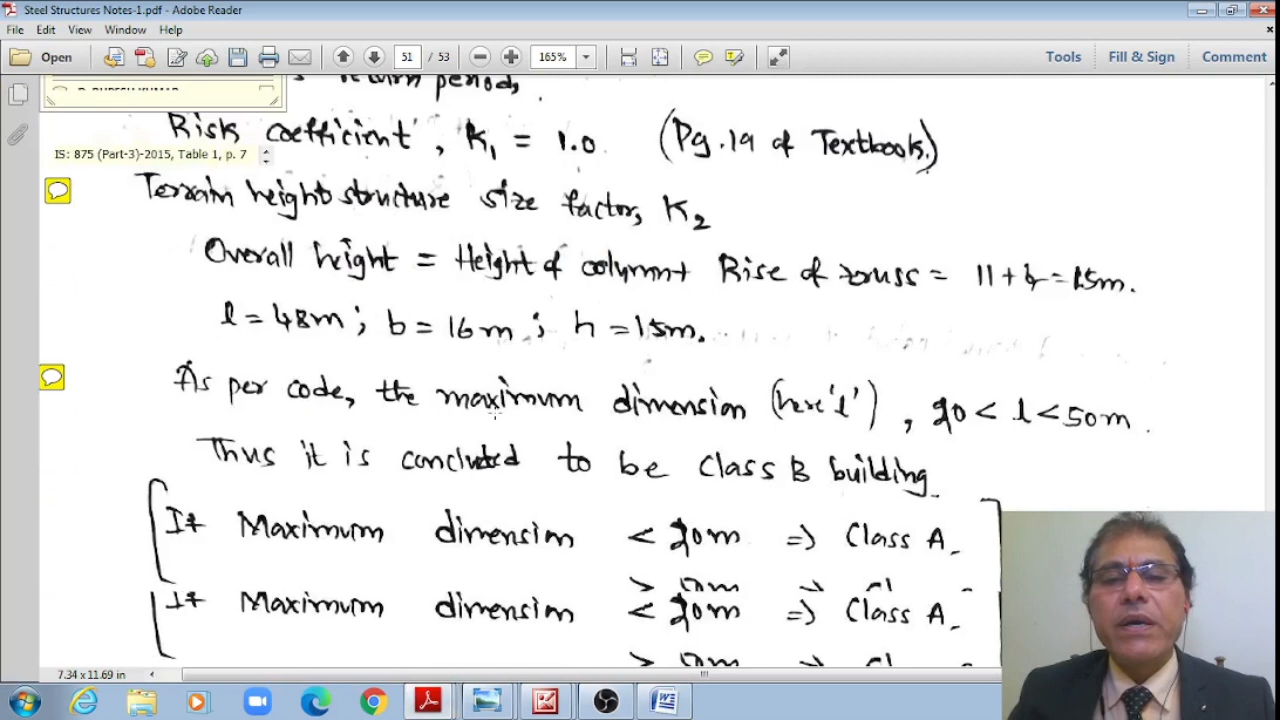 Steel Structures Notes-1.pdf - Adobe Reader
File Edit View Window Help
Open 51 / 53 165% Tools Fill & Sign Comment
period,
Risk coefficient, K1 = 1.0 (Pg.19 of Textbook.)
IS: 875 (Part-3)-2015, Table 1, p. 7
Terrain height structure size factor, K2
Overall height = Height of column + Rise of truss = 11 + 4 = 15m.
l = 48m ; b = 16m ; h = 15m.
As per code, the maximum dimension (here 'l'), 20 < l < 50m.
Thus it is concluded to be Class B building.
If Maximum dimension < 20m => Class A.
If Maximum dimension < 20m => Class A.
7.34 x 11.69 in